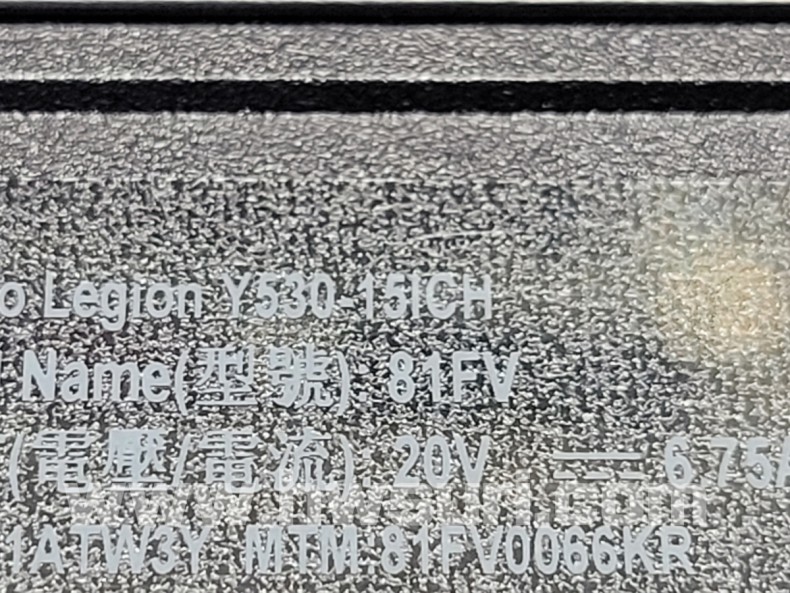 o Legion Y530-15ICH
Name(型號): 81FV
(電壓/電流): 20V ⎓ 6.75A
1ATW3Y MTM:81FV0066KR